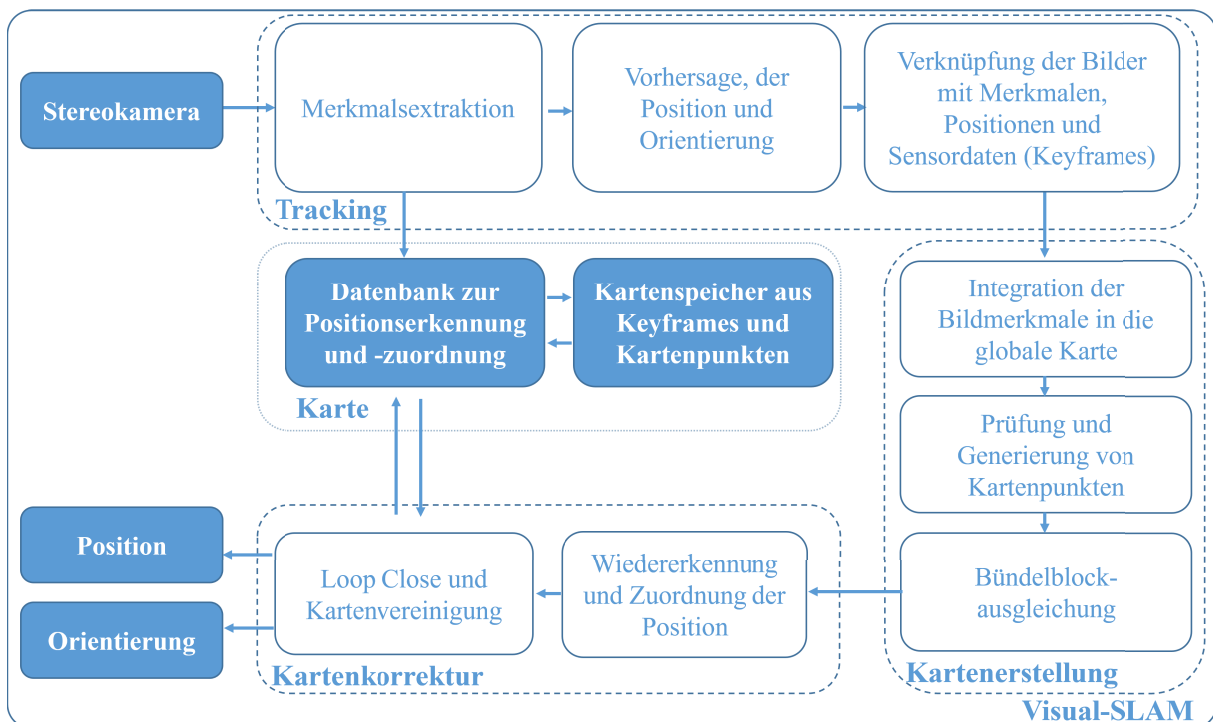 Stereokamera
Merkmalsextraktion
Vorhersage, der
Position und
Orientierung
Verknüpfung der Bilder
mit Merkmalen,
Positionen und
Sensordaten (Keyframes)
Tracking
Datenbank zur
Positionserkennung
und -zuordnung
Kartenspeicher aus
Keyframes und
Kartenpunkten
Karte
Integration der
Bildmerkmale in die
globale Karte
Prüfung und
Generierung von
Kartenpunkten
Bündelblock-
ausgleichung
Kartenerstellung
Wiedererkennung
und Zuordnung der
Position
Loop Close und
Kartenvereinigung
Kartenkorrektur
Position
Orientierung
Visual-SLAM